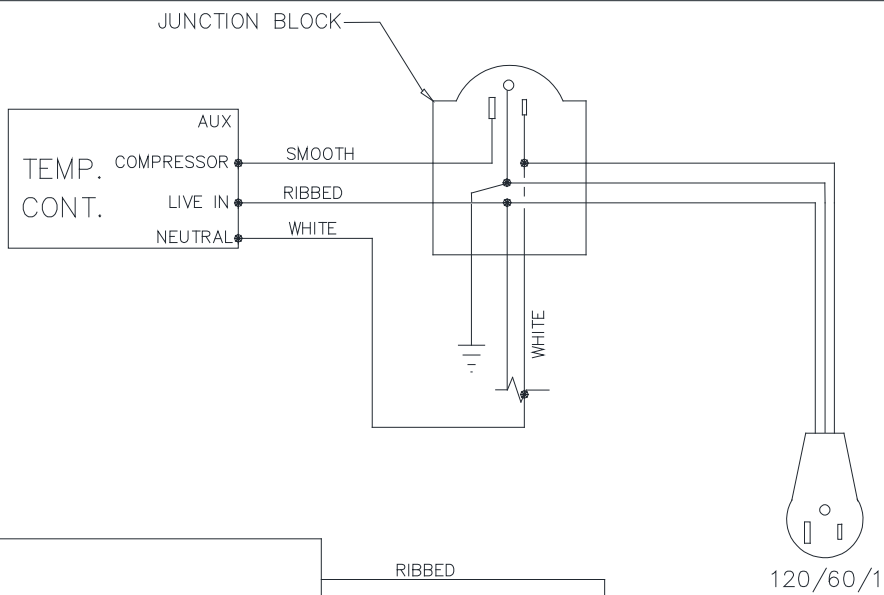 JUNCTION BLOCK
AUX
TEMP.
CONT.
COMPRESSOR
SMOOTH
LIVE IN
RIBBED
NEUTRAL
WHITE
WHITE
RIBBED
120/60/1